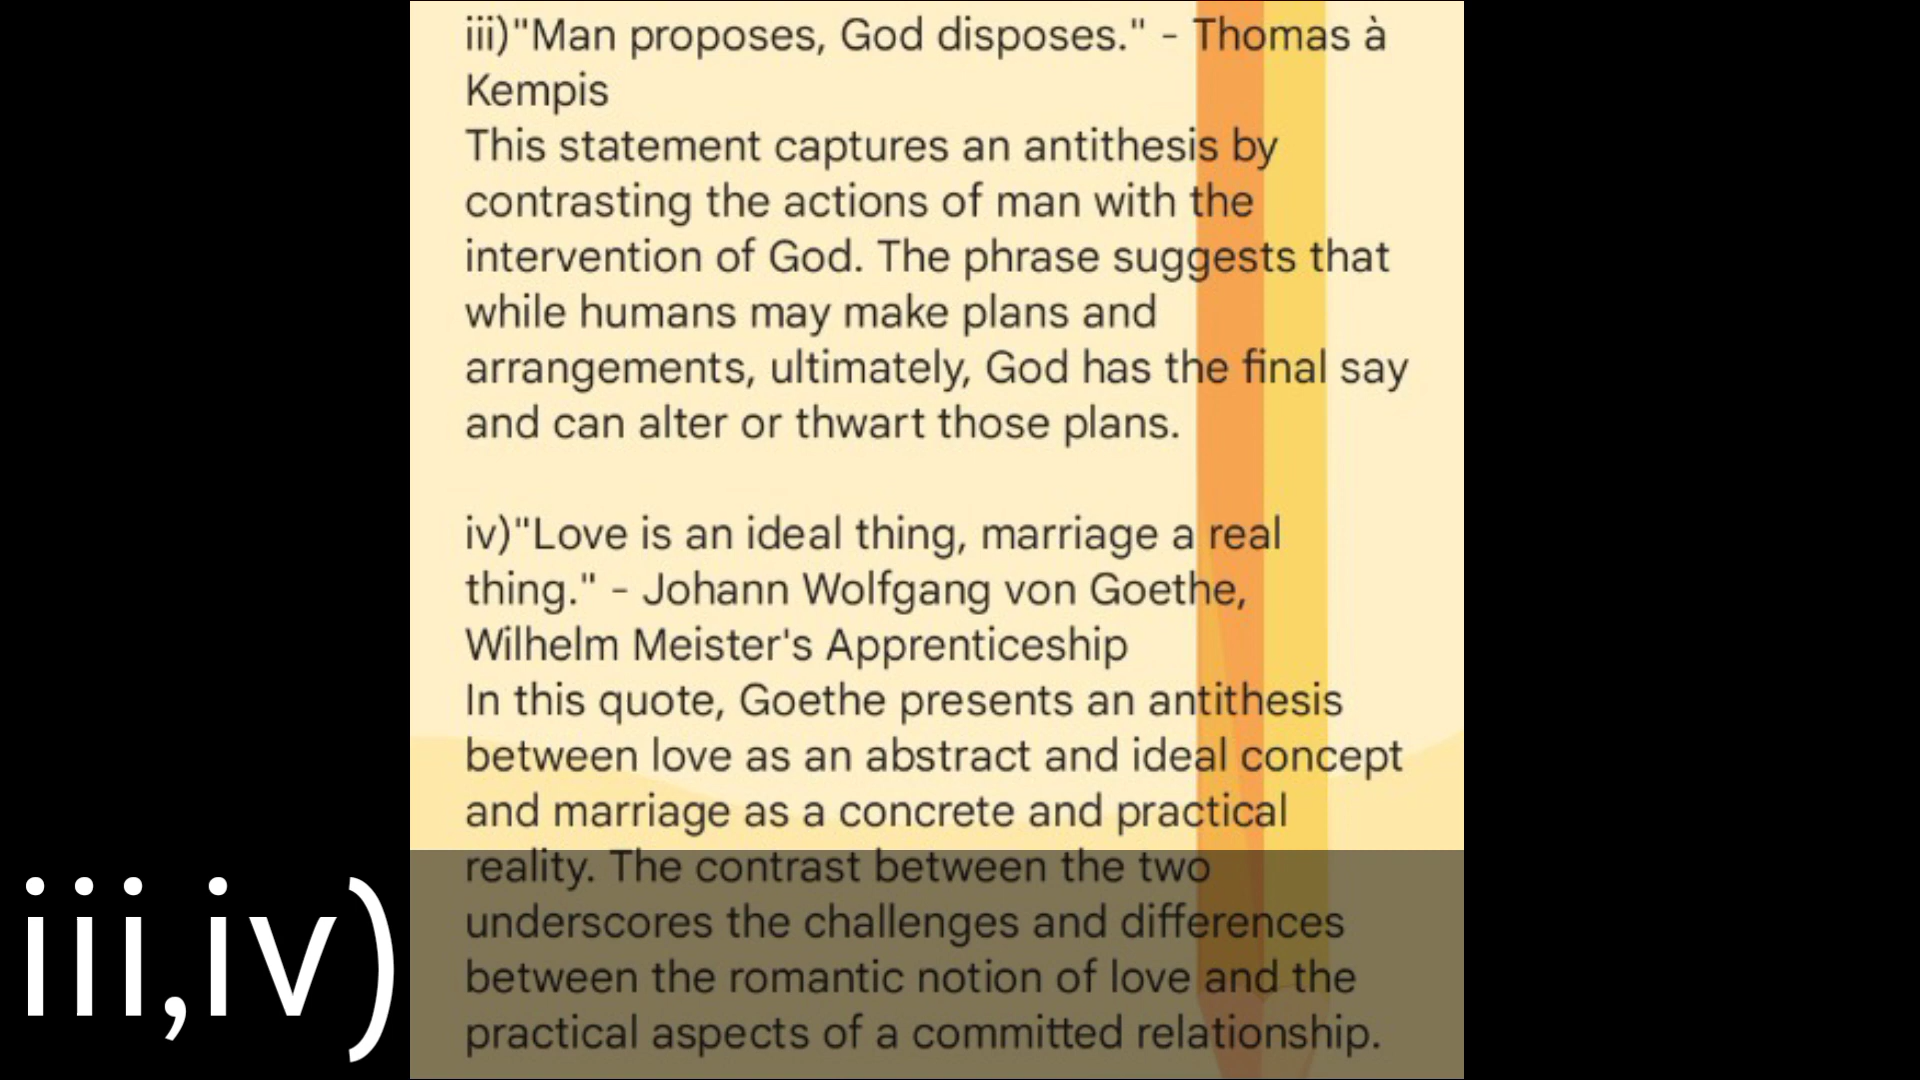 iii)"Man proposes, God disposes." - Thomas à
Kempis
This statement captures an antithesis by
contrasting the actions of man with the
intervention of God. The phrase suggests that
while humans may make plans and
arrangements, ultimately, God has the final say
and can alter or thwart those plans.
iv)"Love is an ideal thing, marriage a real
thing." - Johann Wolfgang von Goethe,
Wilhelm Meister's Apprenticeship
In this quote, Goethe presents an antithesis
between love as an abstract and ideal concept
and marriage as a concrete and practical
reality. The contrast between the two
underscores the challenges and differences
between the romantic notion of love and the
practical aspects of a committed relationship.
iii,iv)